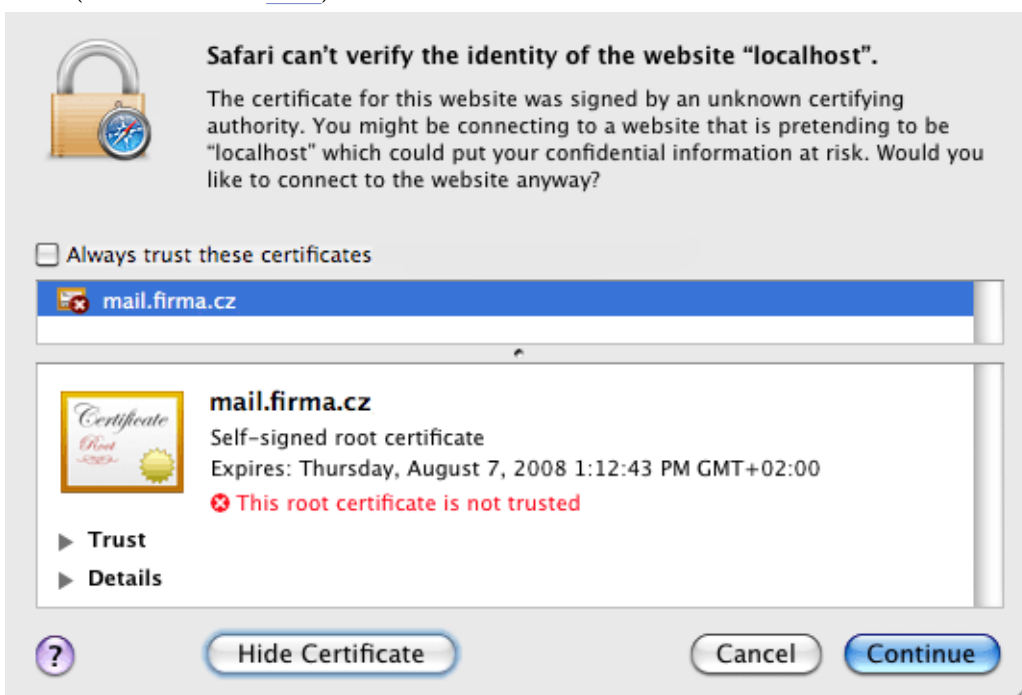 Safari can't verify the identity of the website “localhost”.
The certificate for this website was signed by an unknown certifying
authority. You might be connecting to a website that is pretending to be
“localhost” which could put your confidential information at risk. Would you
like to connect to the website anyway?
Always trust these certificates
mail.firma.cz
Certificate
Root
mail.firma.cz
Self-signed root certificate
Expires: Thursday, August 7, 2008 1:12:43 PM GMT+02:00
This root certificate is not trusted
Trust
Details
?
Hide Certificate
Cancel
Continue